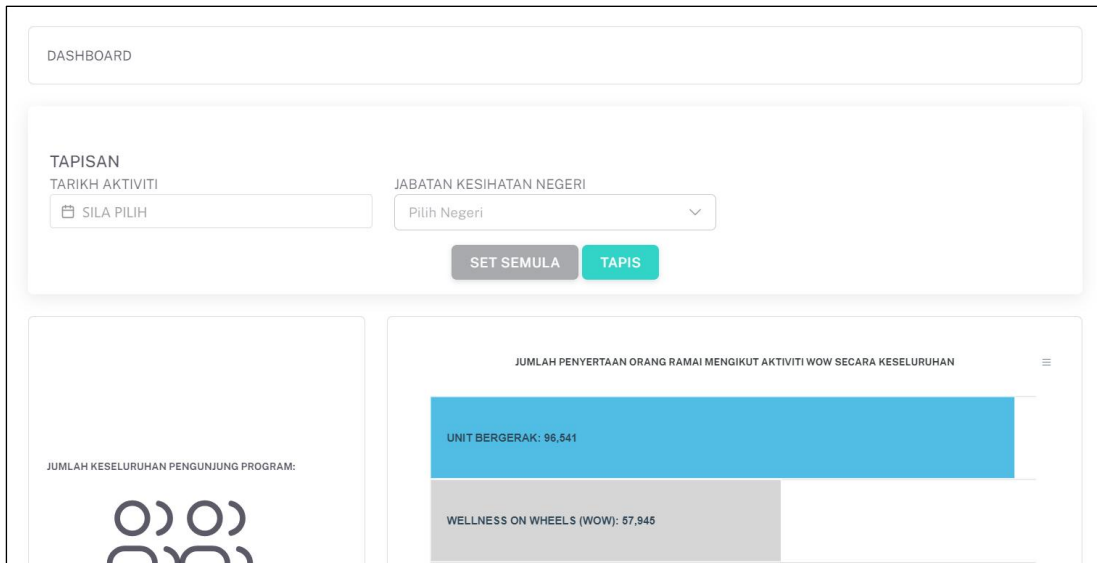 DASHBOARD
TAPISAN
TARIKH AKTIVITI
SILA PILIH
JABATAN KESIHATAN NEGERI
Pilih Negeri
SET SEMULA
TAPIS
JUMLAH KESELURUHAN PENGUNJUNG PROGRAM:
JUMLAH PENYERTAAN ORANG RAMAI MENGIKUT AKTIVITI WOW SECARA KESELURUHAN
UNIT BERGERAK: 96,541
WELLNESS ON WHEELS (WOW): 57,945